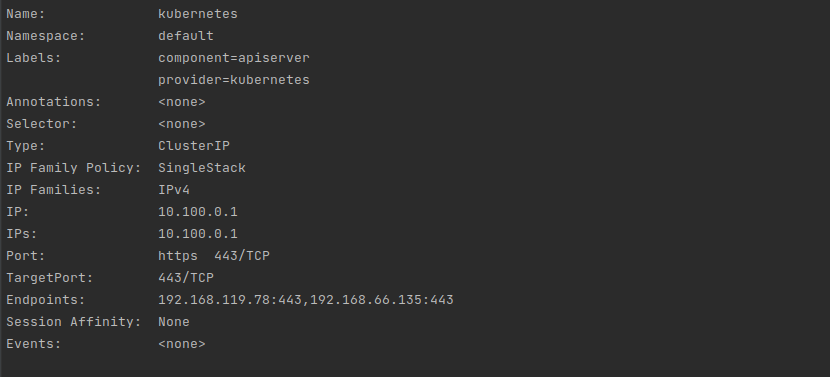 Name:              kubernetes
Namespace:         default
Labels:            component=apiserver
                   provider=kubernetes
Annotations:       <none>
Selector:          <none>
Type:              ClusterIP
IP Family Policy:  SingleStack
IP Families:       IPv4
IP:                10.100.0.1
IPs:               10.100.0.1
Port:              https  443/TCP
TargetPort:        443/TCP
Endpoints:         192.168.119.78:443,192.168.66.135:443
Session Affinity:  None
Events:            <none>